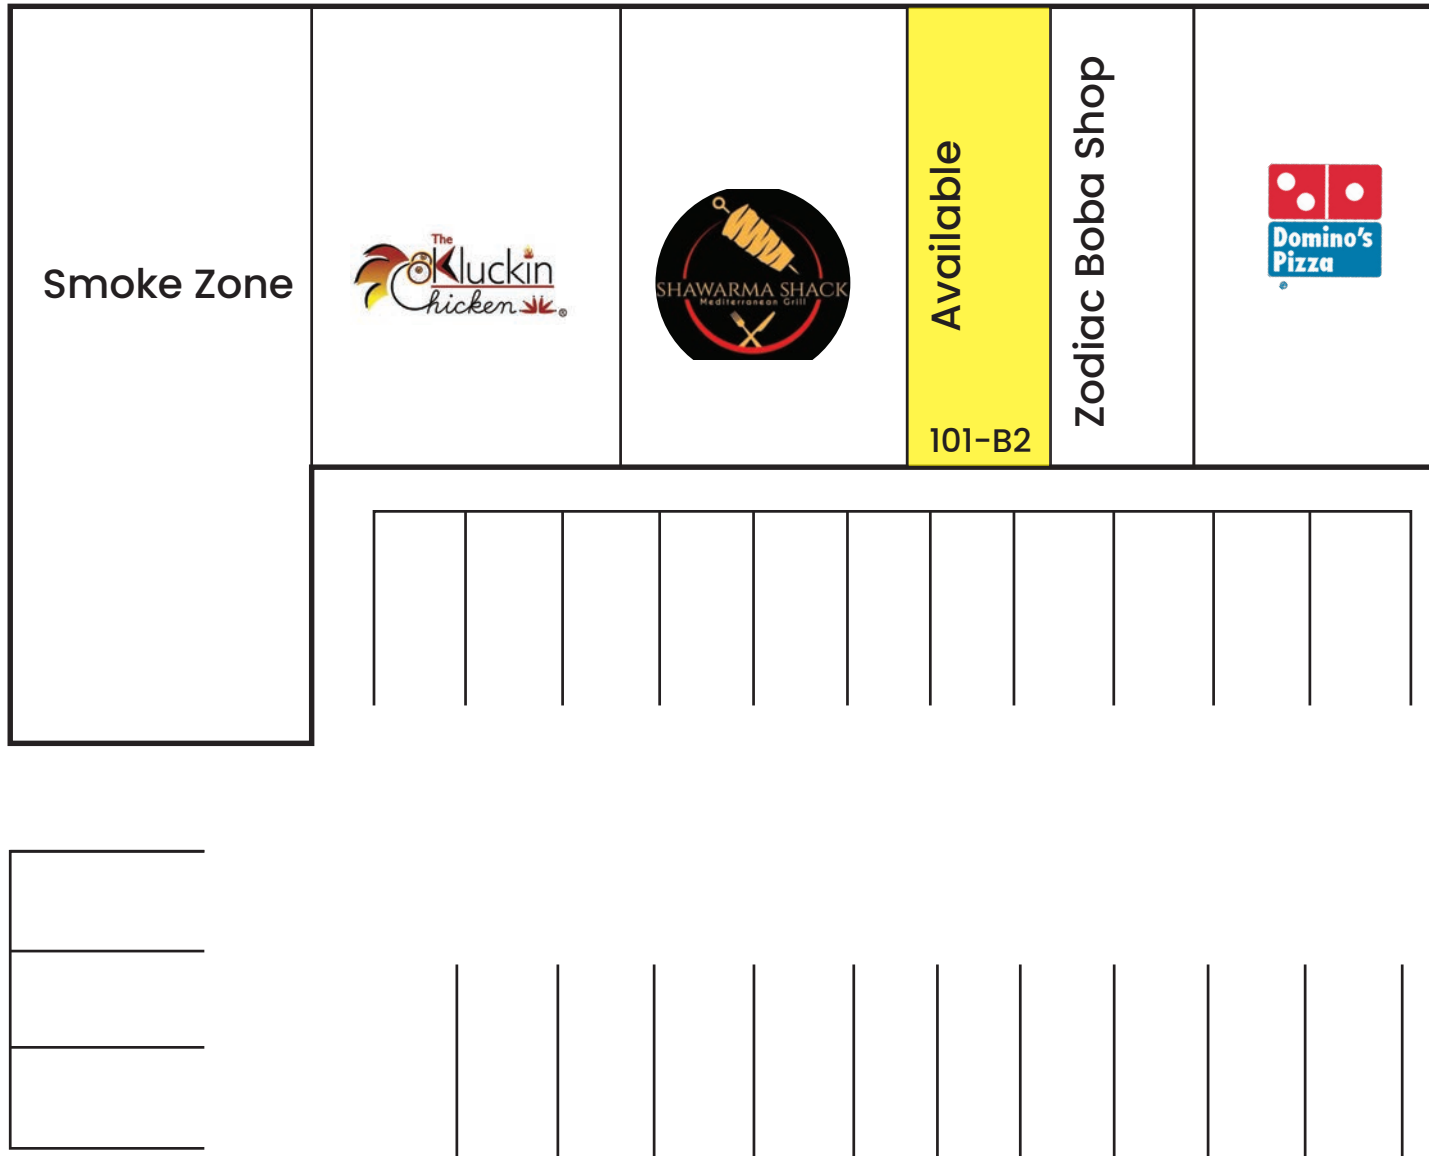 Smoke Zone
The
Kluckin
Chicken ®
SHAWARMA SHACK
Mediterranean Grill
Available
101-B2
Zodiac Boba Shop
Domino's
Pizza